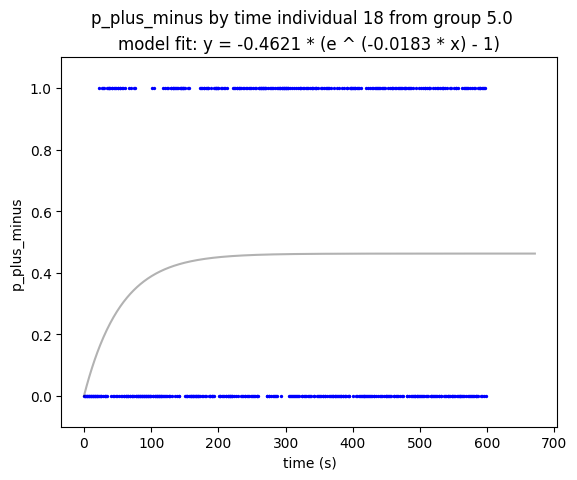 p_plus_minus by time individual 18 from group 5.0
model fit: y = -0.4621 * (e ^ (-0.0183 * x) - 1)
1.0
0.8
0.6
0.4
0.2
0.0
p_plus_minus
0 100 200 300 400 500 600 700
time (s)